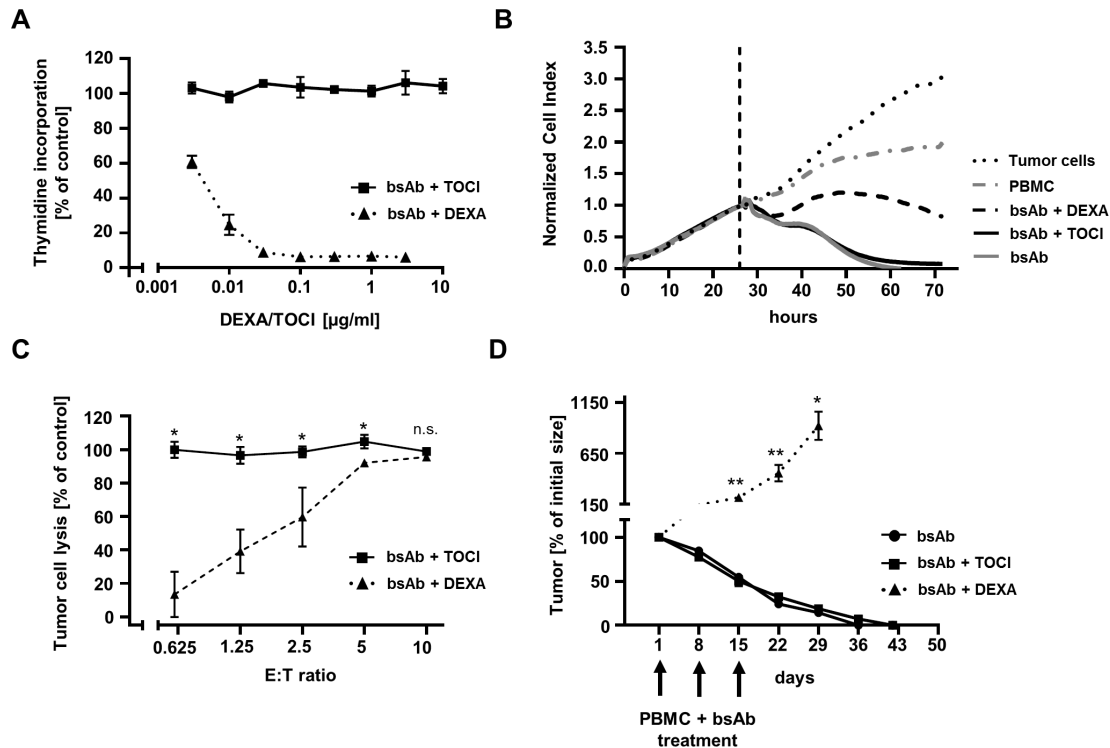 A
Thymidine incorporation
[% of control]
120
100
80
60
40
20
0
0.001
0.01
0.1
1
10
DEXA/TOCI [µg/ml]
bsAb + TOCI
bsAb + DEXA
B
Normalized Cell Index
3.5
3.0
2.5
2.0
1.5
1.0
0.5
0.0
0
10
20
30
40
50
60
70
hours
Tumor cells
PBMC
bsAb + DEXA
bsAb + TOCI
bsAb
C
Tumor cell lysis [% of control]
120
100
80
60
40
20
0
*
*
*
*
n.s.
0.625
1.25
2.5
5
10
E:T ratio
bsAb + TOCI
bsAb + DEXA
D
Tumor [% of initial size]
1150
650
150
100
50
0
**
**
*
1
8
15
22
29
36
43
50
days
bsAb
bsAb + TOCI
bsAb + DEXA
PBMC + bsAb
treatment